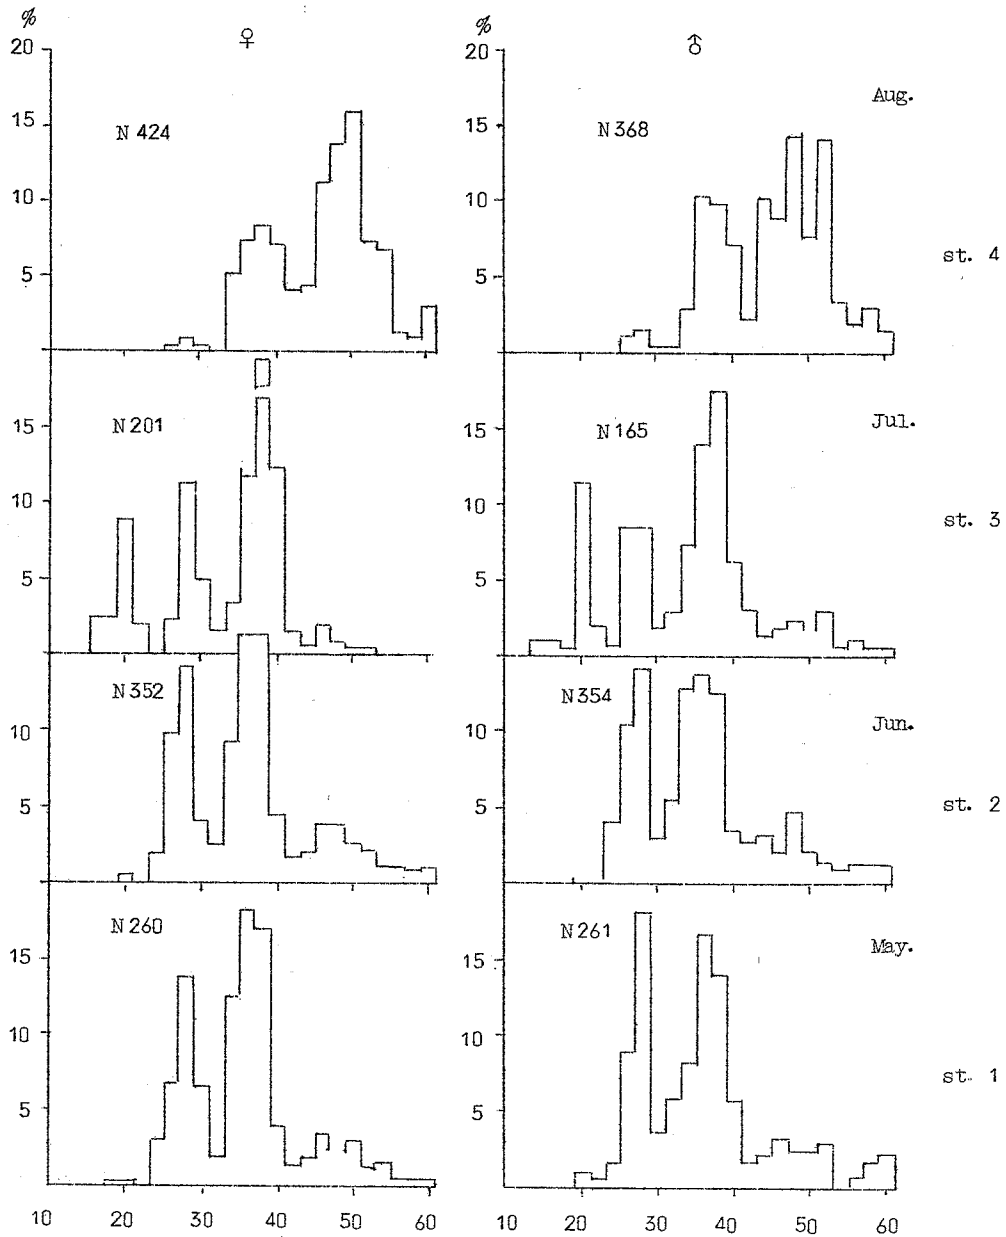 % ♀ % ♂
20 20
Aug.
15 N 424 15 N 368
10 10
st. 4
5 5
15 N 201 15 N 165 Jul.
10 10
st. 3
5 5
N 352 N 354
10 10 Jun.
5 5 st. 2
N 260 N 261 May.
15 15
10 10
st. 1
5 5
10 20 30 40 50 60 10 20 30 40 50 60